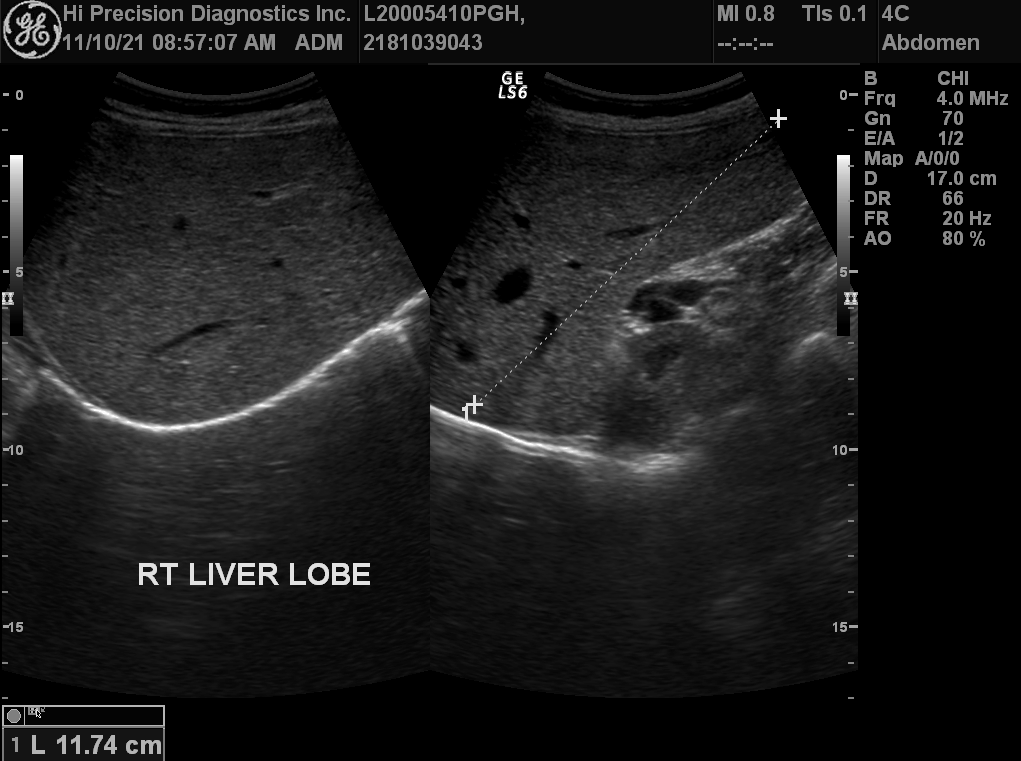 GE
Hi Precision Diagnostics Inc.
11/10/21 08:57:07 AM ADM
L20005410PGH,
2181039043
MI 0.8 TIs 0.1
--:--:--
4C
Abdomen
GE
LS6
B CHI
Frq 4.0 MHz
Gn 70
E/A 1/2
Map A/0/0
D 17.0 cm
DR 66
FR 20 Hz
AO 80 %
0
5
10
15
0
5
10
15
RT LIVER LOBE
1 L 11.74 cm